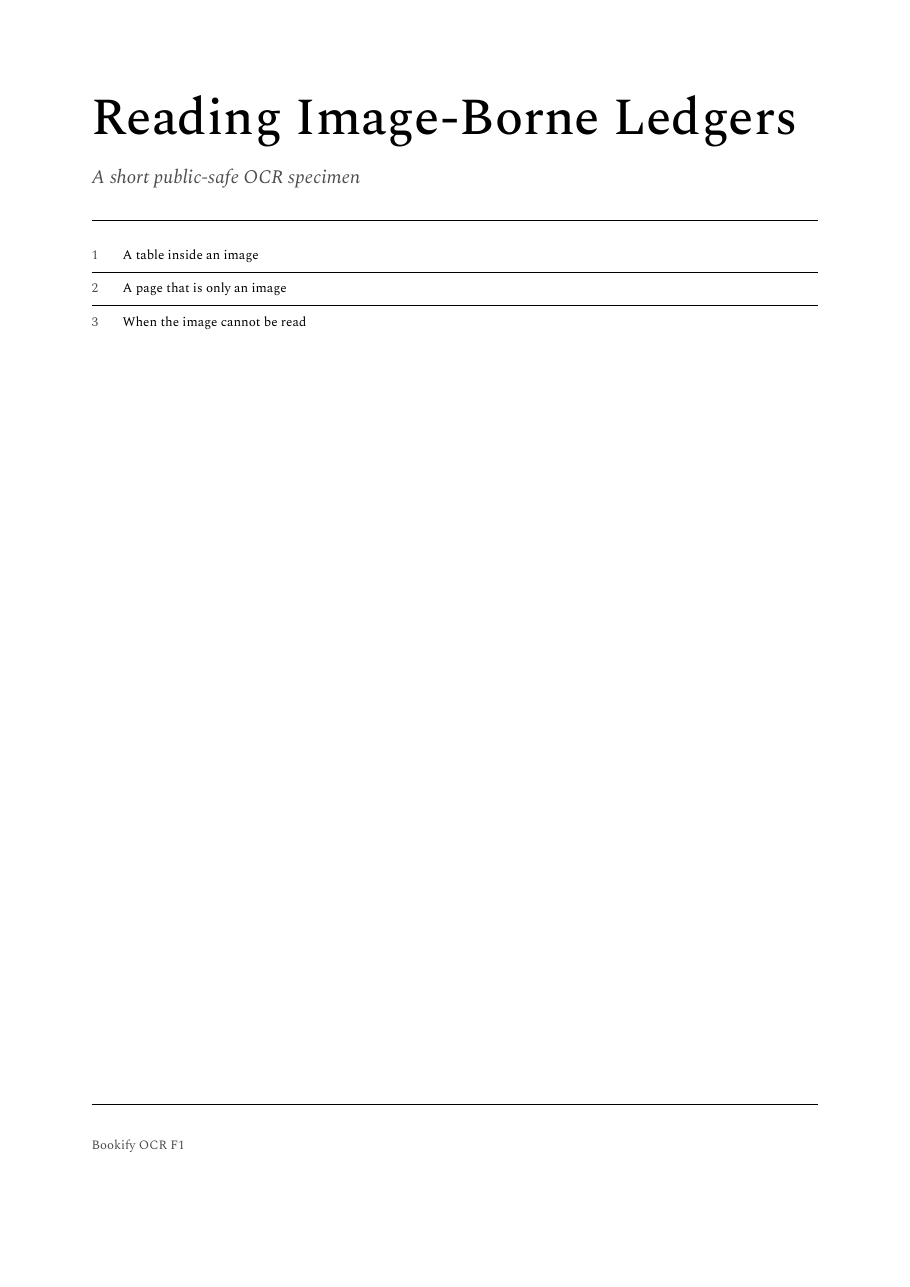 Reading Image-Borne Ledgers
A short public-safe OCR specimen
1 A table inside an image
2 A page that is only an image
3 When the image cannot be read
Bookify OCR F1